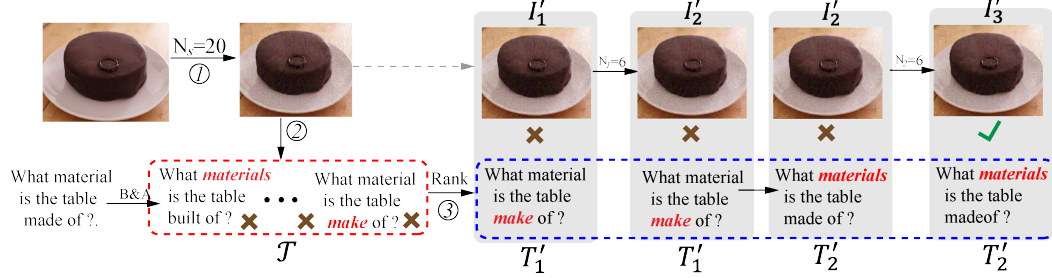 I′₁ I′₂ I′₂ I′₃
Nₛ=20
①
Nₛ=6 Nₛ=6
②
What material
is the table
made of ?.
B&A
What materials
is the table
built of ?
• • •
What material
is the table
make of ?
𝒯
Rank
③
What material
is the table
make of ?
What material
is the table
make of ?
What materials
is the table
made of ?
What materials
is the table
madeof ?
T′₁ T′₁ T′₂ T′₂